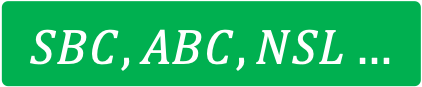 SBC, ABC, NSL ...